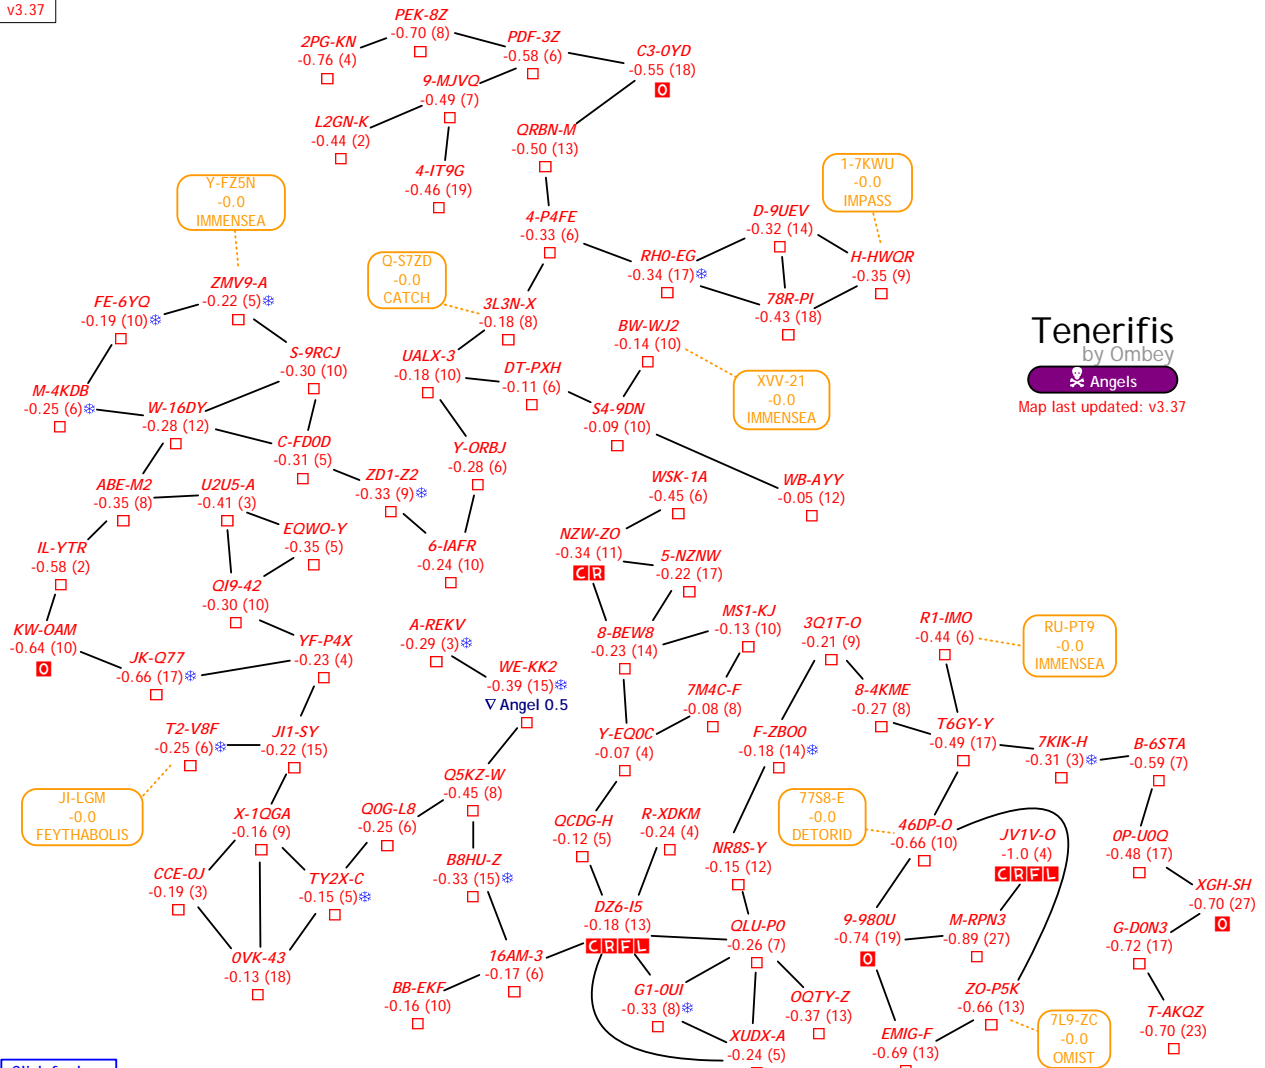 v3.37
PEK-8Z
-0.70 (8)
2PG-KN
-0.76 (4)
PDF-3Z
-0.58 (6)
C3-0YD
-0.55 (18)
O
9-MJVQ
-0.49 (7)
L2GN-K
-0.44 (2)
QRBN-M
-0.50 (13)
4-IT9G
-0.46 (19)
1-7KWU
-0.0
IMPASS
Y-FZ5N
-0.0
IMMENSEA
4-P4FE
-0.33 (6)
D-9UEV
-0.32 (14)
RH0-EG
-0.34 (17)
H-HWQR
-0.35 (9)
Q-S7ZD
-0.0
CATCH
ZMV9-A
-0.22 (5)
FE-6YQ
-0.19 (10)
3L3N-X
-0.18 (8)
78R-PI
-0.43 (18)
BW-WJ2
-0.14 (10)
Tenerifis
by Ombey
Angels
Map last updated: v3.37
S-9RCJ
-0.30 (10)
UALX-3
-0.18 (10)
DT-PXH
-0.11 (6)
XVV-21
-0.0
IMMENSEA
M-4KDB
-0.25 (6)
W-16DY
-0.28 (12)
S4-9DN
-0.09 (10)
C-FD0D
-0.31 (5)
Y-ORBJ
-0.28 (6)
ZD1-Z2
-0.33 (9)
WSK-1A
-0.45 (6)
WB-AYY
-0.05 (12)
ABE-M2
-0.35 (8)
U2U5-A
-0.41 (3)
EQWO-Y
-0.35 (5)
NZW-ZO
-0.34 (11)
C R
IL-YTR
-0.58 (2)
6-IAFR
-0.24 (10)
5-NZNW
-0.22 (17)
QI9-42
-0.30 (10)
KW-OAM
-0.64 (10)
O
YF-P4X
-0.23 (4)
A-REKV
-0.29 (3)
8-BEW8
-0.23 (14)
MS1-KJ
-0.13 (10)
3Q1T-O
-0.21 (9)
R1-IMO
-0.44 (6)
RU-PT9
-0.0
IMMENSEA
JK-Q77
-0.66 (17)
WE-KK2
-0.39 (15)
∇ Angel 0.5
7M4C-F
-0.08 (8)
8-4KME
-0.27 (8)
T2-V8F
-0.25 (6)
JI1-SY
-0.22 (15)
Y-EQ0C
-0.07 (4)
F-ZBO0
-0.18 (14)
T6GY-Y
-0.49 (17)
7KIK-H
-0.31 (3)
B-6STA
-0.59 (7)
JI-LGM
-0.0
FEYTHABOLIS
Q5KZ-W
-0.45 (8)
77S8-E
-0.0
DETORID
X-1QGA
-0.16 (9)
Q0G-L8
-0.25 (6)
QCDG-H
-0.12 (5)
R-XDKM
-0.24 (4)
46DP-O
-0.66 (10)
JV1V-O
-1.0 (4)
C R F L
0P-U0Q
-0.48 (17)
NR8S-Y
-0.15 (12)
CCE-0J
-0.19 (3)
TY2X-C
-0.15 (5)
B8HU-Z
-0.33 (15)
XGH-SH
-0.70 (27)
O
DZ6-I5
-0.18 (13)
C R F L
QLU-P0
-0.26 (7)
9-980U
-0.74 (19)
O
M-RPN3
-0.89 (27)
G-D0N3
-0.72 (17)
0VK-43
-0.13 (18)
16AM-3
-0.17 (6)
BB-EKF
-0.16 (10)
G1-0UI
-0.33 (8)
OQTY-Z
-0.37 (13)
ZO-P5K
-0.66 (13)
7L9-ZC
-0.0
OMIST
T-AKQZ
-0.70 (23)
XUDX-A
-0.24 (5)
EMIG-F
-0.69 (13)